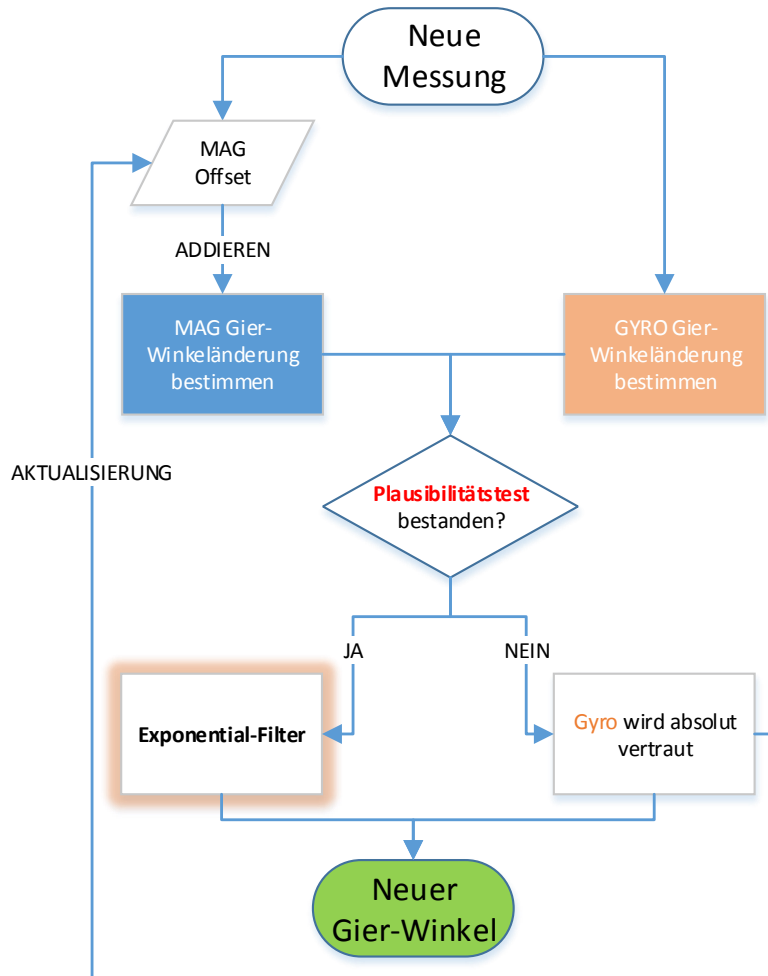 Neue
Messung
MAG
Offset
ADDIEREN
MAG Gier-
Winkeländerung
bestimmen
GYRO Gier-
Winkeländerung
bestimmen
AKTUALISIERUNG
Plausibilitätstest
bestanden?
JA
NEIN
Exponential-Filter
Gyro wird absolut
vertraut
Neuer
Gier-Winkel